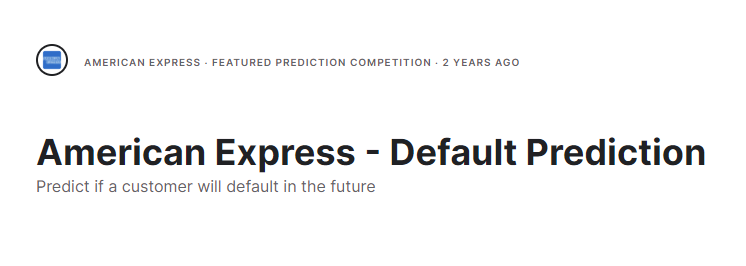 AMERICAN EXPRESS · FEATURED PREDICTION COMPETITION · 2 YEARS AGO
American Express - Default Prediction
Predict if a customer will default in the future